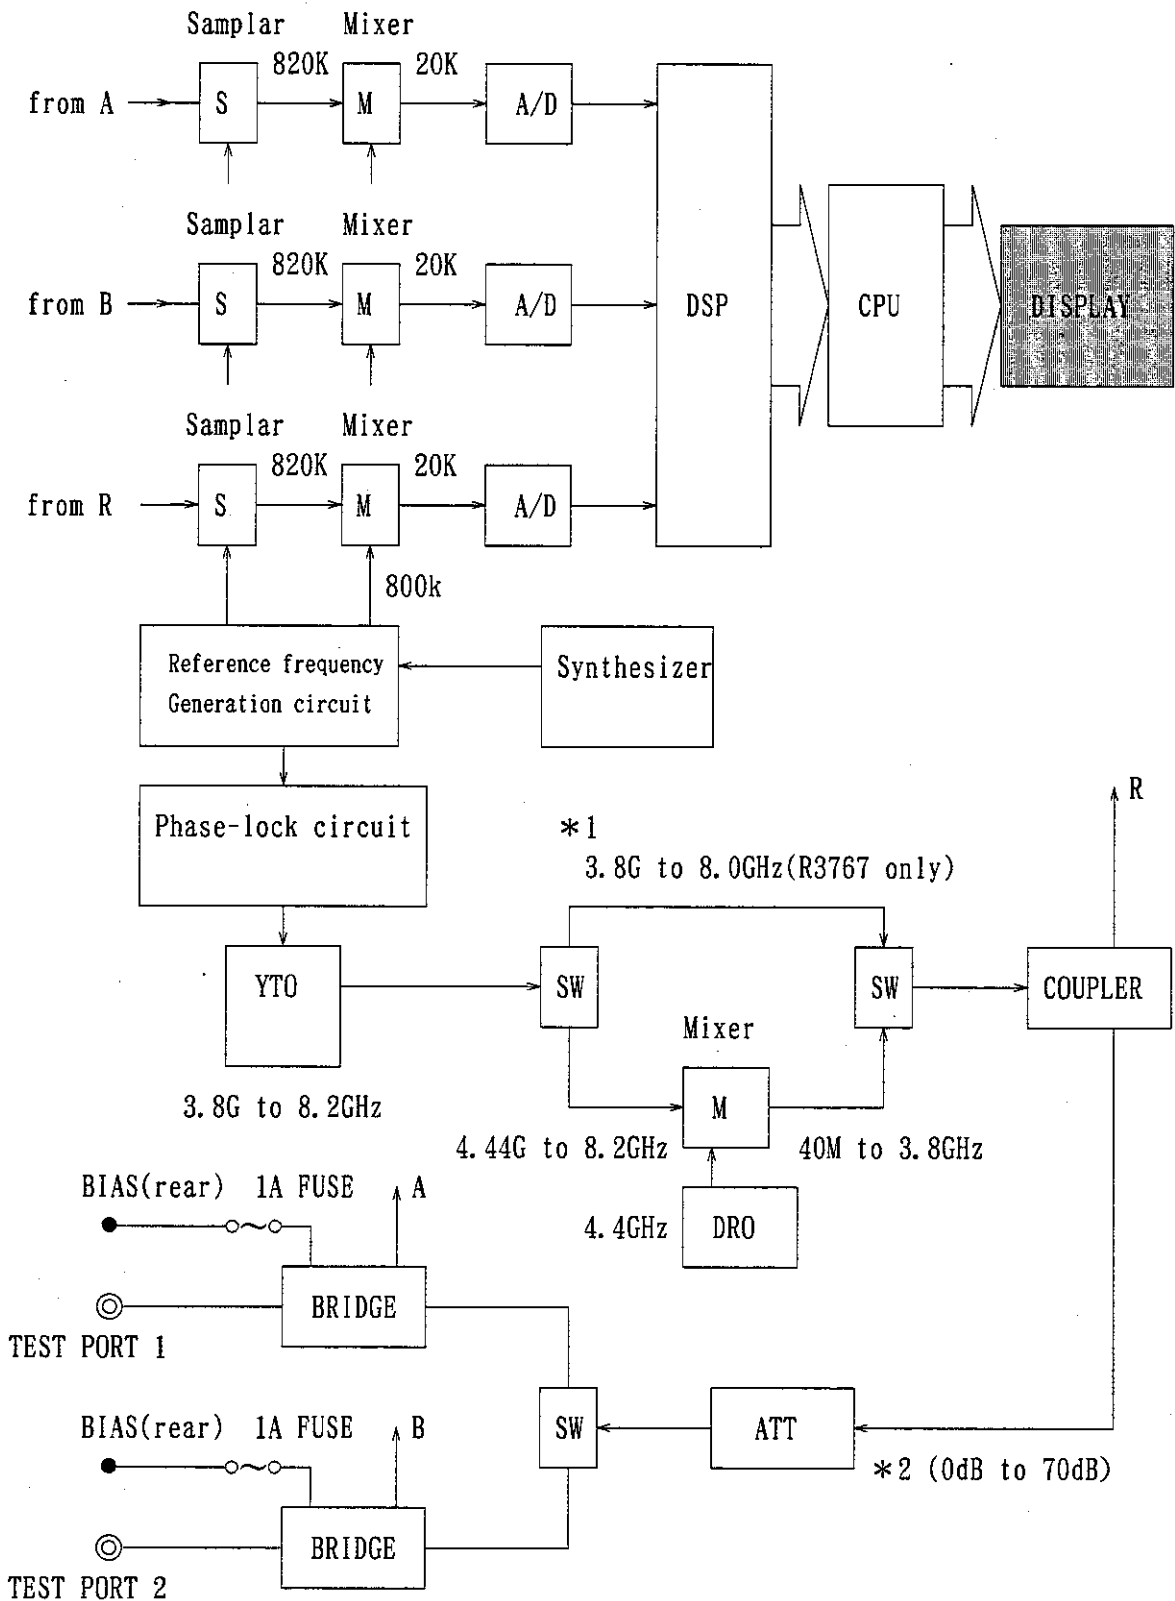 Samplar
Mixer
820K
20K
from A
S
M
A/D
Samplar
Mixer
820K
20K
from B
S
M
A/D
DSP
CPU
DISPLAY
Samplar
Mixer
820K
20K
from R
S
M
A/D
800k
Reference frequency
Generation circuit
Synthesizer
Phase-lock circuit
*1
3.8G to 8.0GHz(R3767 only)
R
YTO
SW
SW
COUPLER
Mixer
M
3.8G to 8.2GHz
4.44G to 8.2GHz
40M to 3.8GHz
4.4GHz
DRO
BIAS(rear)
1A FUSE
A
BRIDGE
TEST PORT 1
BIAS(rear)
1A FUSE
B
SW
ATT
*2 (0dB to 70dB)
BRIDGE
TEST PORT 2